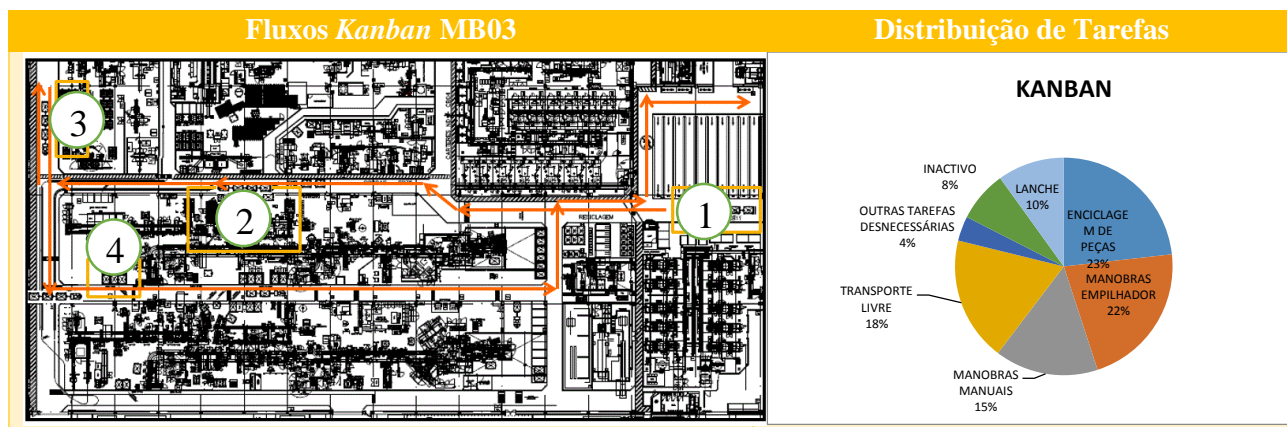 Fluxos Kanban MB03
Distribuição de Tarefas
3
2
1
4
RECICLAGEM
KANBAN
INACTIVO
8%
LANCHE
10%
OUTRAS TAREFAS
DESNECESSÁRIAS
4%
ENCICLAGE
M DE
PEÇAS
23%
MANOBRAS
EMPILHADOR
22%
TRANSPORTE
LIVRE
18%
MANOBRAS
MANUAIS
15%